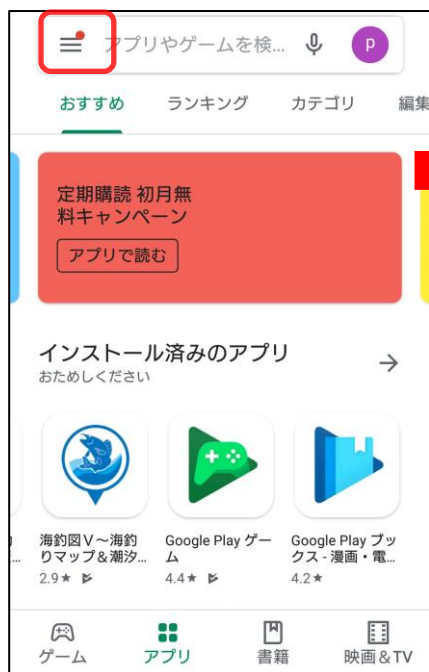 アプリやゲームを検...
p
おすすめ ランキング カテゴリ 編集
定期購読 初月無
料キャンペーン
アプリで読む
インストール済みのアプリ
おためしください
海釣図V～海釣
りマップ&潮汐...
2.9★
Google Play ゲー
ム
4.4★
Google Play ブッ
クス - 漫画・電...
4.2★
ゲーム アプリ 書籍 映画&TV